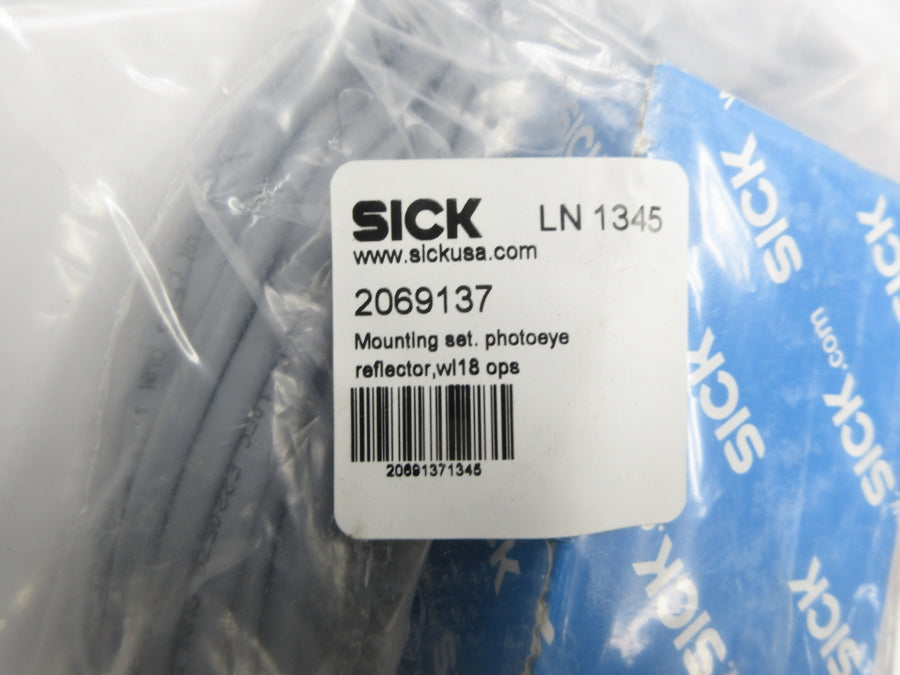 SICK LN 1345
www.sickusa.com
2069137
Mounting set. photoeye
reflector,wl18 ops
20691371345
SICK
SICK
SICK
SICK.com
SICK
SICK
SICK